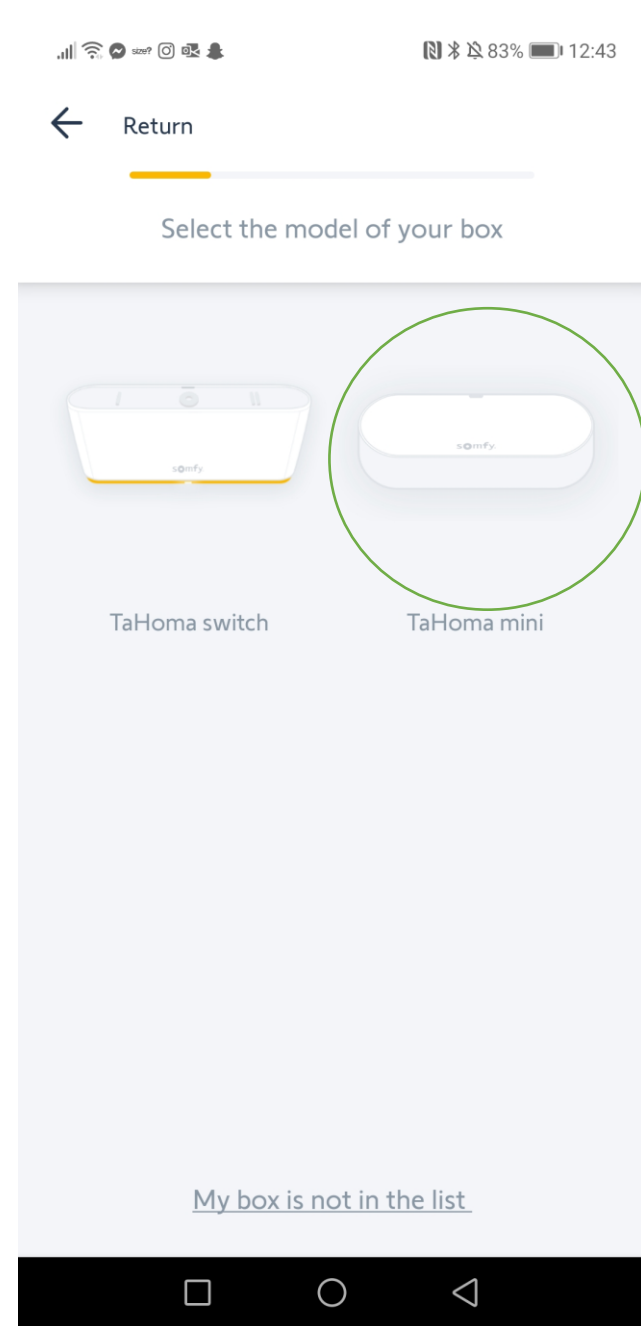 size?
83% 12:43
Return
Select the model of your box
somfy
somfy
TaHoma switch
TaHoma mini
My box is not in the list